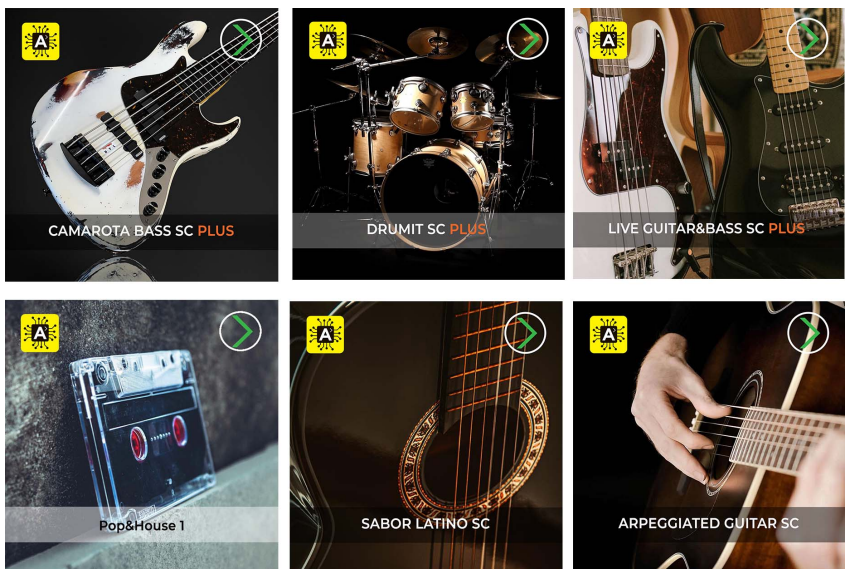 A
A
A
CAMAROTA BASS SC PLUS
DRUMIT SC PLUS
LIVE GUITAR&BASS SC PLUS
A
A
A
Pop&House 1
SABOR LATINO SC
ARPEGGIATED GUITAR SC